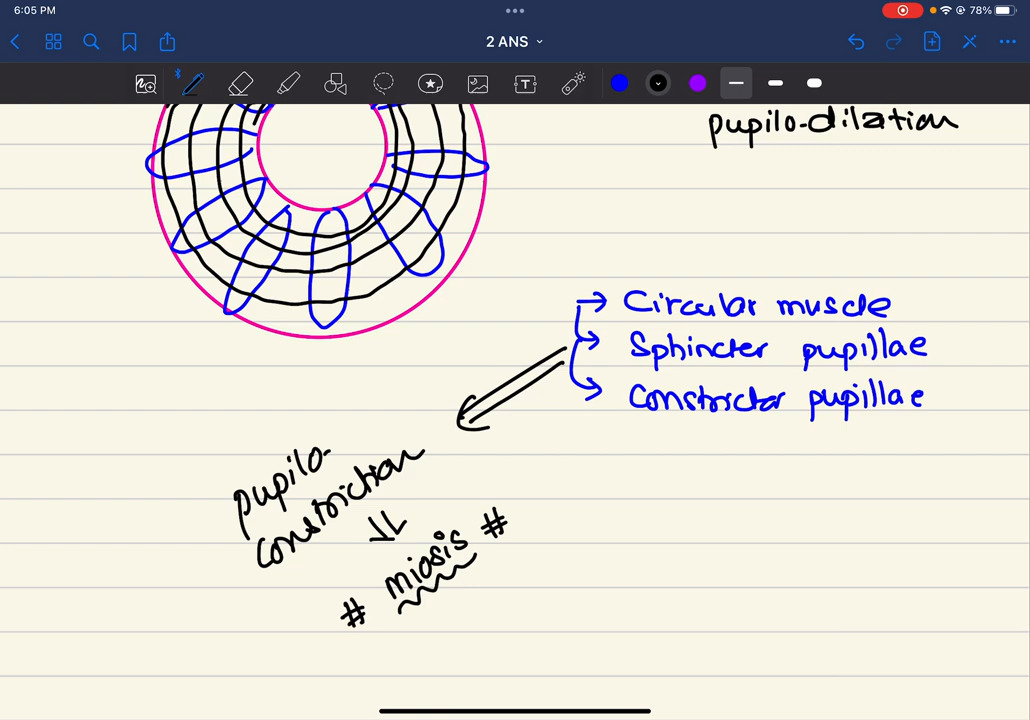 6:05 PM
78%
2 ANS
pupilo-dilation
→ Circular muscle
→ Sphincter pupillae
→ Constrictor pupillae
pupilo-
constriction
# miosis #